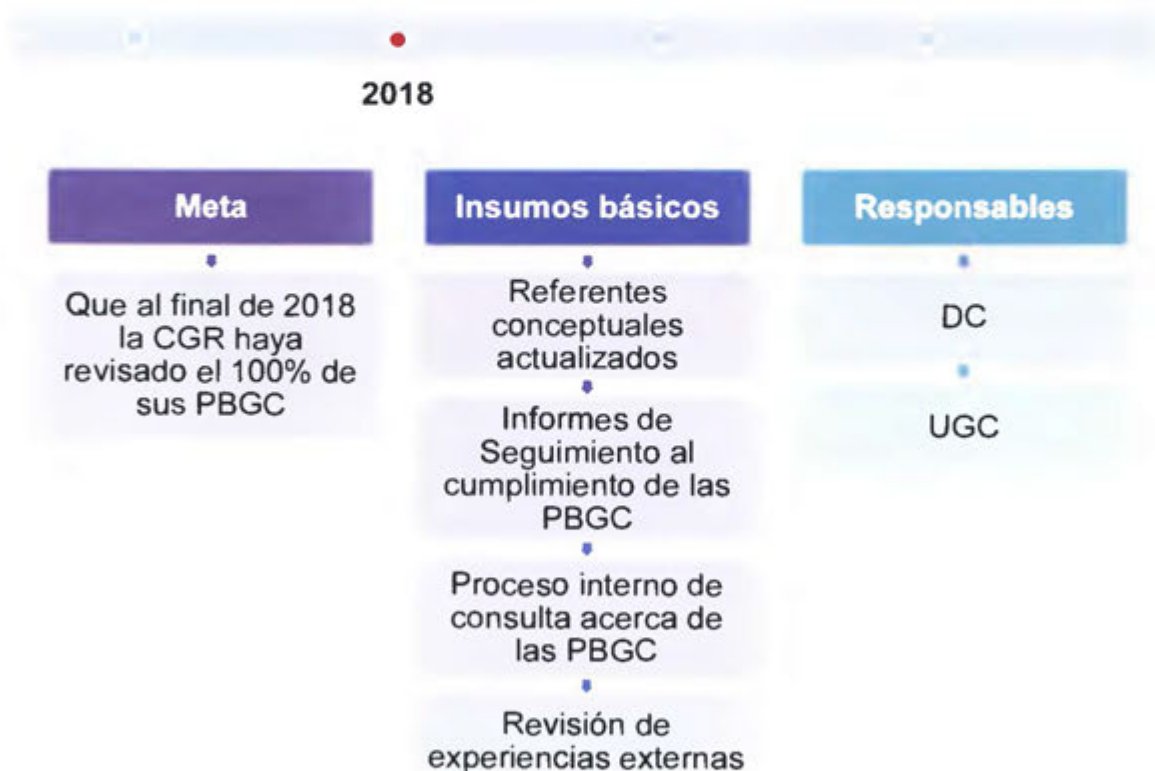 2018
Meta
Que al final de 2018
la CGR haya
revisado el 100% de
sus PBGC
Insumos básicos
Referentes
conceptuales
actualizados
Informes de
Seguimiento al
cumplimiento de las
PBGC
Proceso interno de
consulta acerca de
las PBGC
Revisión de
experiencias externas
Responsables
DC
UGC